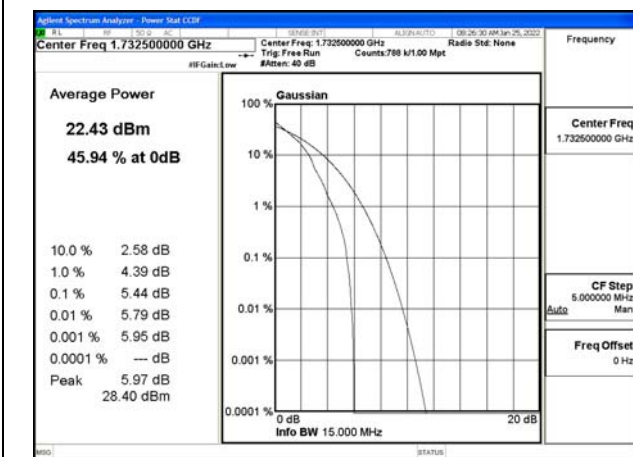 Agilent Spectrum Analyzer - Power Stat CCDF
RL RF 50 Ω AC SENSE:INT ALIGNAUTO 08:26:30 AM Jan 25, 2022
Center Freq 1.732500000 GHz
Center Freq: 1.732500000 GHz Radio Std: None
Trig: Free Run Counts:788 k/1.00 Mpt
#IFGain:Low #Atten: 40 dB
Frequency
Average Power
22.43 dBm
45.94 % at 0dB
10.0 % 2.58 dB
1.0 % 4.39 dB
0.1 % 5.44 dB
0.01 % 5.79 dB
0.001 % 5.95 dB
0.0001 % --- dB
Peak 5.97 dB
28.40 dBm
Gaussian
100 %
10 %
1 %
0.1 %
0.01 %
0.001 %
0.0001 %
0 dB 20 dB
Info BW 15.000 MHz
Center Freq
1.732500000 GHz
CF Step
5.000000 MHz
Auto Man
Freq Offset
0 Hz
MSG STATUS